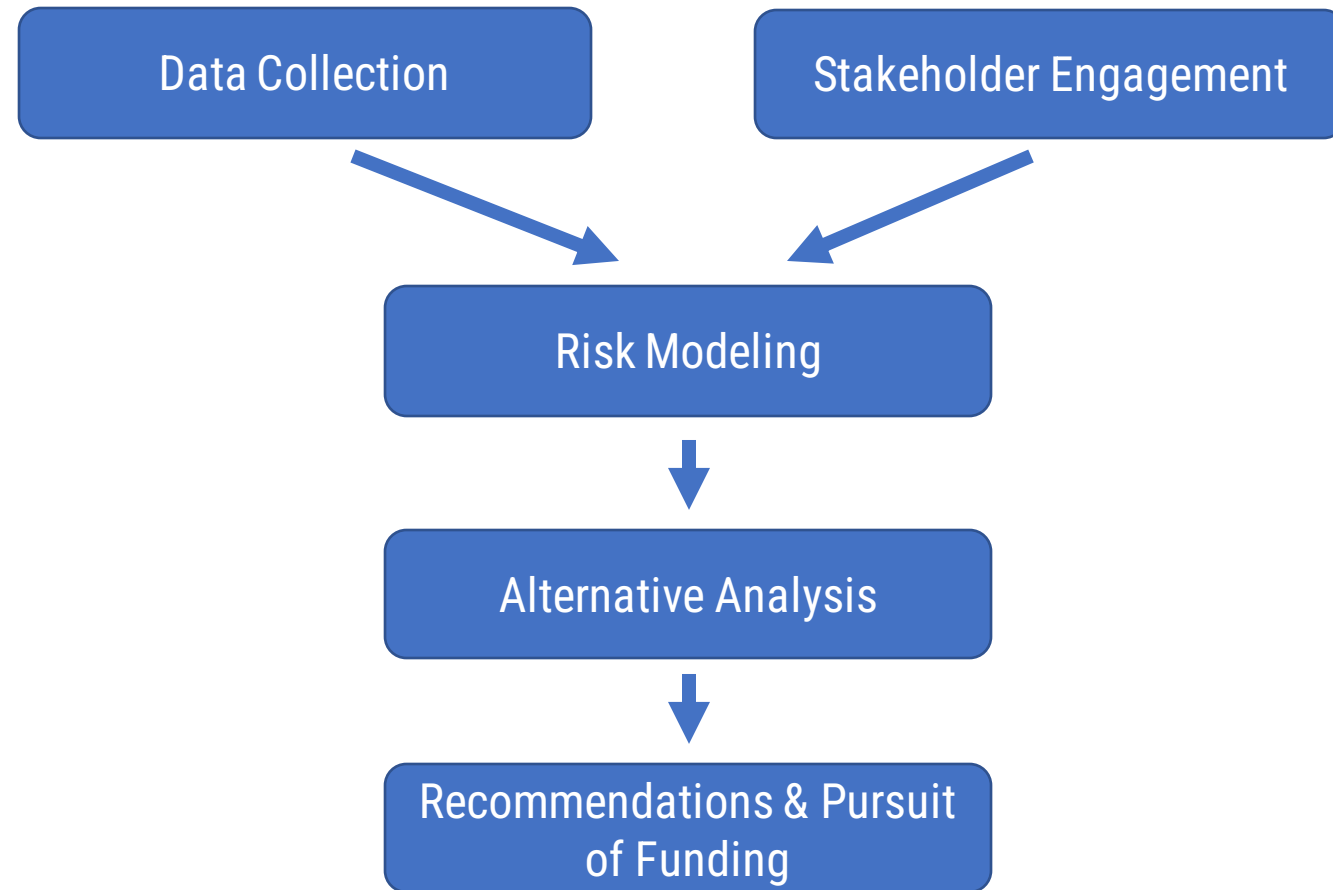 Data Collection
Stakeholder Engagement
Risk Modeling
Alternative Analysis
Recommendations & Pursuit
of Funding